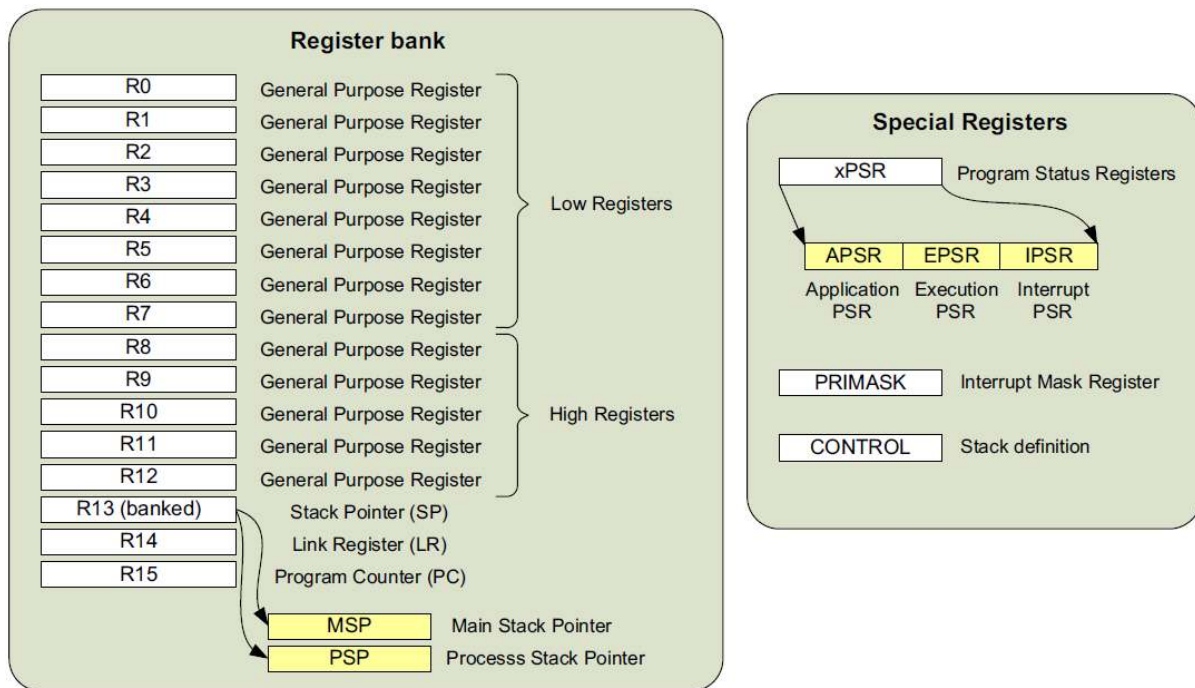 Register bank
R0 General Purpose Register
R1 General Purpose Register
R2 General Purpose Register
R3 General Purpose Register
R4 General Purpose Register
R5 General Purpose Register
R6 General Purpose Register
R7 General Purpose Register
Low Registers
R8 General Purpose Register
R9 General Purpose Register
R10 General Purpose Register
R11 General Purpose Register
R12 General Purpose Register
High Registers
R13 (banked) Stack Pointer (SP)
R14 Link Register (LR)
R15 Program Counter (PC)
MSP Main Stack Pointer
PSP Processs Stack Pointer
Special Registers
xPSR Program Status Registers
APSR EPSR IPSR
Application Execution Interrupt
PSR PSR PSR
PRIMASK Interrupt Mask Register
CONTROL Stack definition